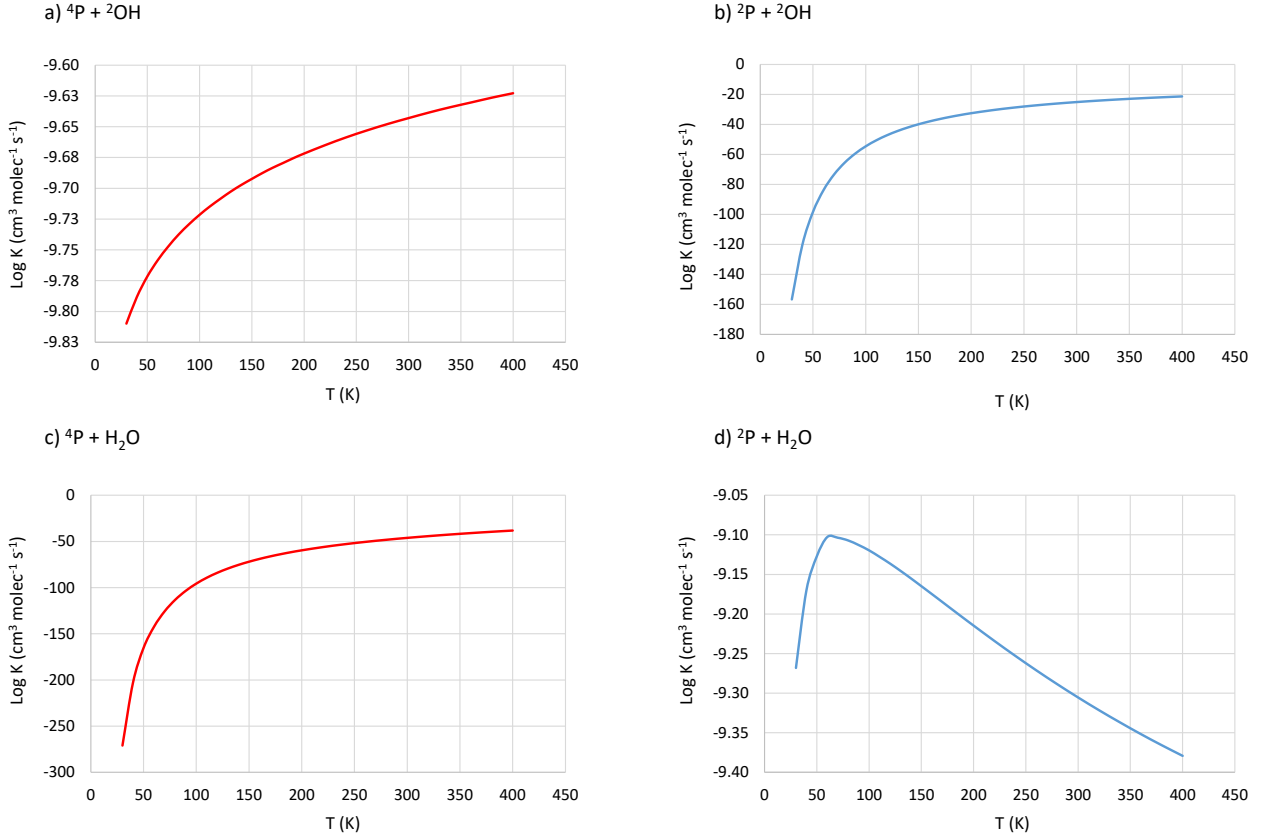 a) ⁴P + ²OH
-9.60
-9.63
-9.65
-9.68
-9.70
-9.73
-9.75
-9.78
-9.80
-9.83
Log K (cm³ molec⁻¹ s⁻¹)
0 50 100 150 200 250 300 350 400 450
T (K)
b) ²P + ²OH
0
-20
-40
-60
-80
-100
-120
-140
-160
-180
Log K (cm³ molec⁻¹ s⁻¹)
0 50 100 150 200 250 300 350 400 450
T (K)
c) ⁴P + H₂O
0
-50
-100
-150
-200
-250
-300
Log K (cm³ molec⁻¹ s⁻¹)
0 50 100 150 200 250 300 350 400 450
T (K)
d) ²P + H₂O
-9.05
-9.10
-9.15
-9.20
-9.25
-9.30
-9.35
-9.40
Log K (cm³ molec⁻¹ s⁻¹)
0 50 100 150 200 250 300 350 400 450
T (K)